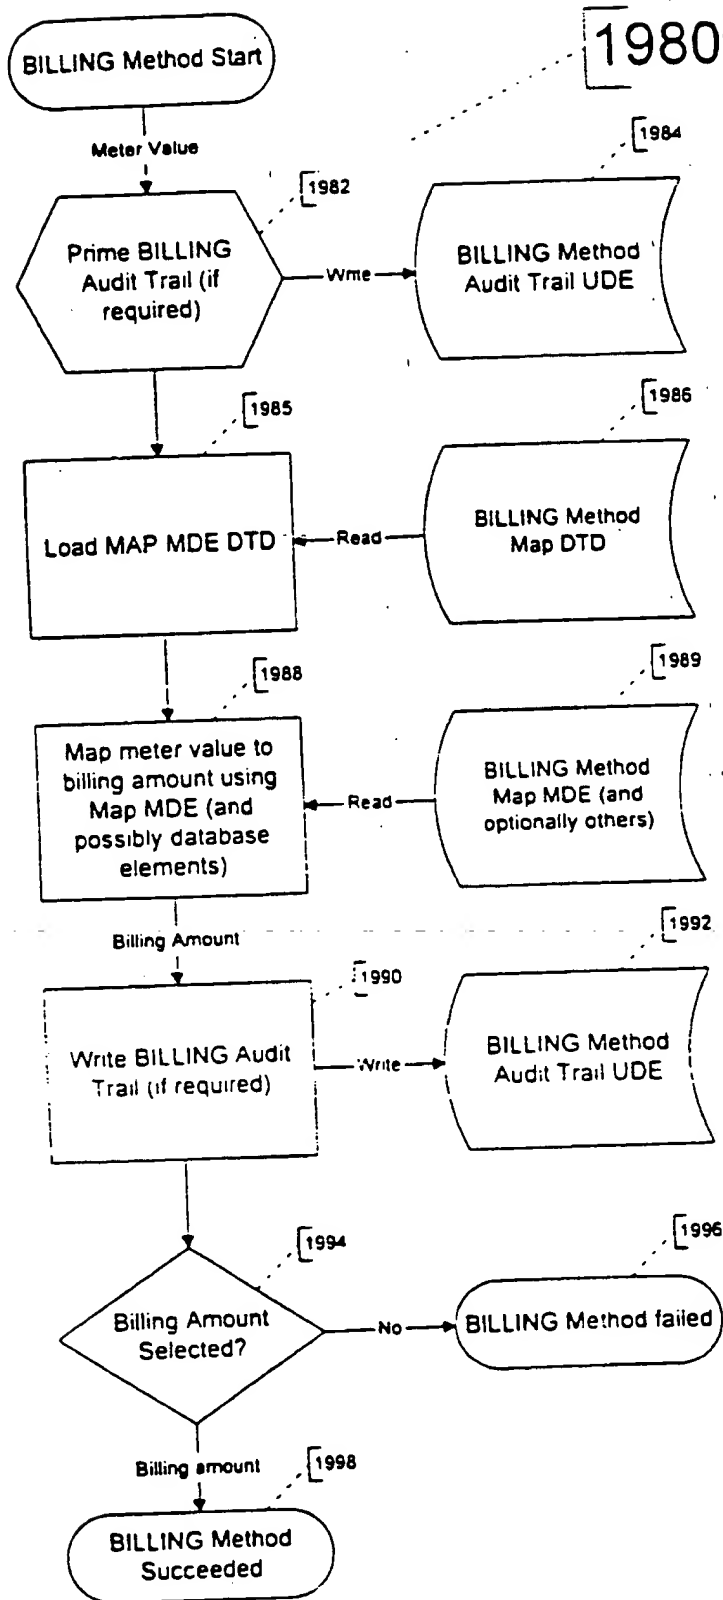 1980
BILLING Method Start
Meter Value
1984
1982
Prime BILLING
Audit Trail (if
required)
Write
BILLING Method
Audit Trail UDE
1985
1986
Load MAP MDE DTD
Read
BILLING Method
Map DTD
1988
1989
Map meter value to
billing amount using
Map MDE (and
possibly database
elements)
Read
BILLING Method
Map MDE (and
optionally others)
Billing Amount
1992
1990
Write BILLING Audit
Trail (if required)
Write
BILLING Method
Audit Trail UDE
1994
1996
Billing Amount
Selected?
No
BILLING Method failed
Billing amount
1998
BILLING Method
Succeeded